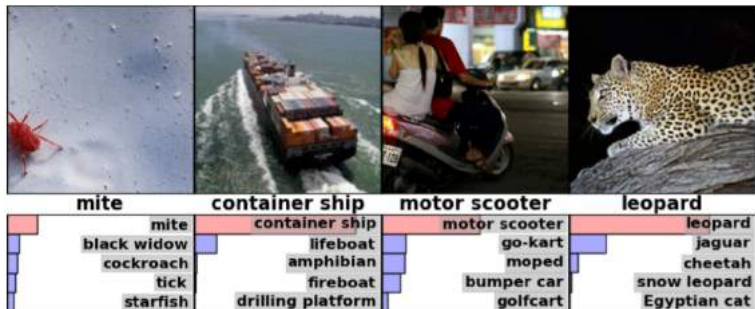 mite
container ship
motor scooter
leopard
mite
black widow
cockroach
tick
starfish
container ship
lifeboat
amphibian
fireboat
drilling platform
motor scooter
go-kart
moped
bumper car
golfcart
leopard
jaguar
cheetah
snow leopard
Egyptian cat